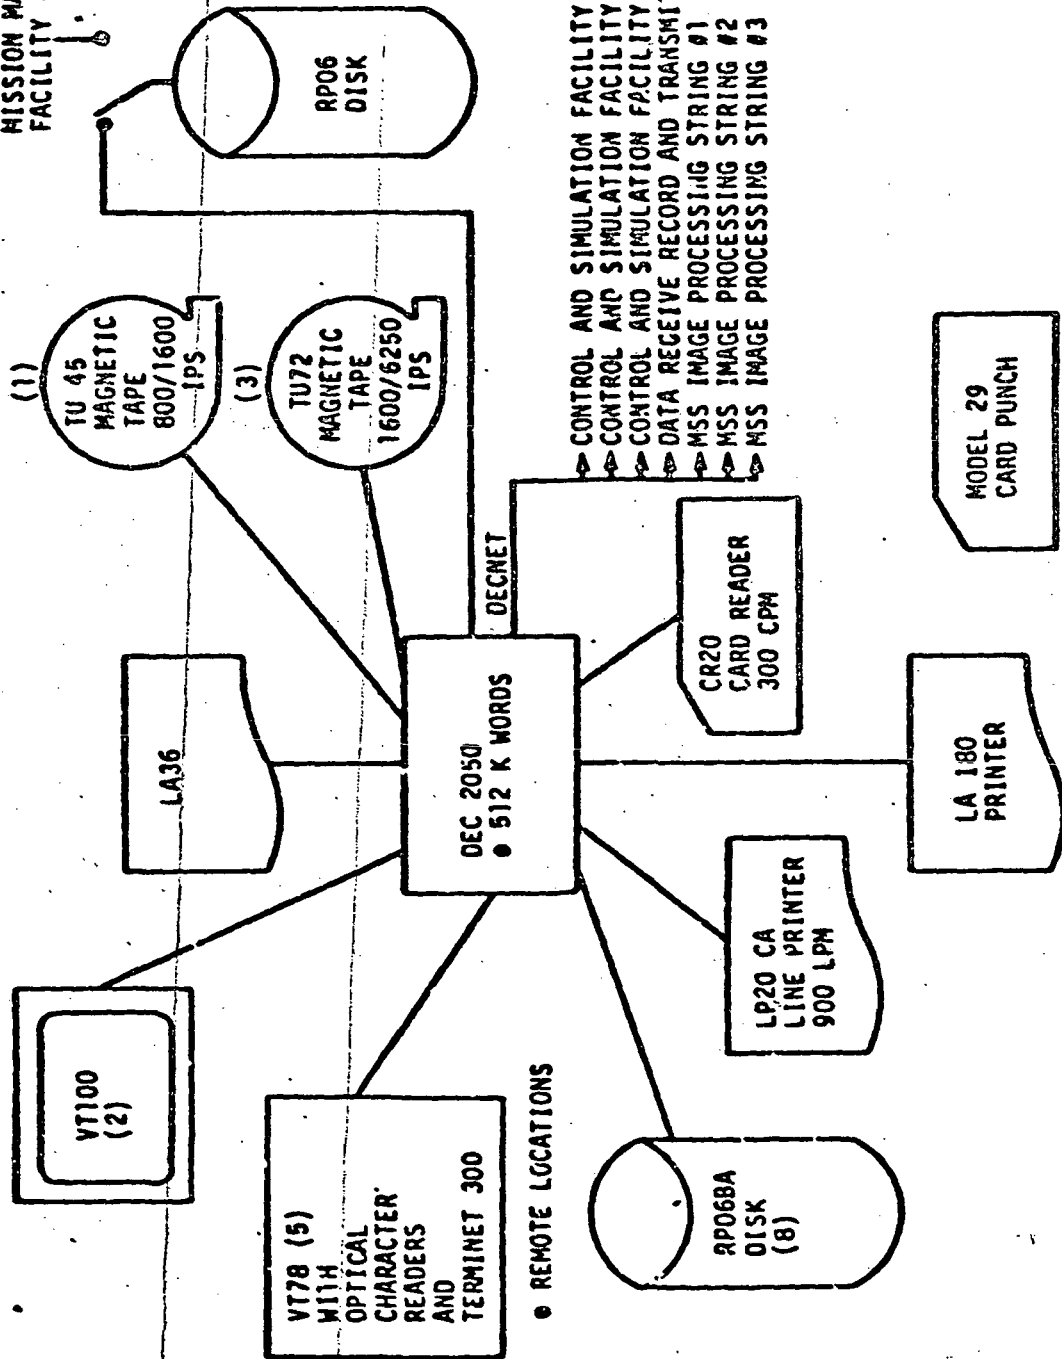 MISSION
FACILITY
VT100
(2)
LA36
(1)
TU 45
MAGNETIC
TAPE
800/1600
IPS
(3)
TU72
MAGNETIC
TAPE
1600/6250
IPS
RP06
DISK
VT78 (5)
WITH
OPTICAL
CHARACTER
READERS
AND
TERMINET 300
● REMOTE LOCATIONS
DEC 2050
● 512 K WORDS
DECNET
CONTROL AND SIMULATION FACILITY
CONTROL AND SIMULATION FACILITY
CONTROL AND SIMULATION FACILITY
DATA RECEIVE RECORD AND
MSS IMAGE PROCESSING STRING #1
MSS IMAGE PROCESSING STRING #2
MSS IMAGE PROCESSING STRING #3
RP06BA
DISK
(8)
LP20 CA
LINE PRINTER
900 LPM
LA 180
PRINTER
CR20
CARD READER
300 CPM
MODEL 29
CARD PUNCH